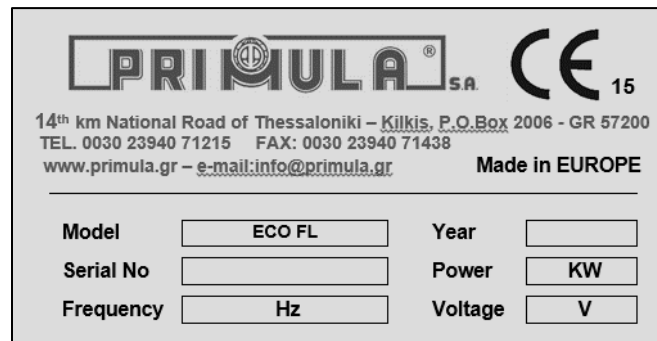 PRIMULA® S.A. CE 15
14th km National Road of Thessaloniki – Kilkis, P.O.Box 2006 - GR 57200
TEL. 0030 23940 71215 FAX: 0030 23940 71438
www.primula.gr – e-mail:info@primula.gr Made in EUROPE
Model ECO FL Year
Serial No Power KW
Frequency Hz Voltage V